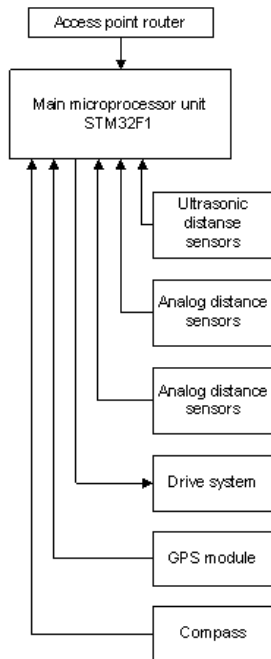 Access point router
Main microprocessor unit
STM32F1
Ultrasonic
distanse
sensors
Analog distance
sensors
Analog distance
sensors
Drive system
GPS module
Compass